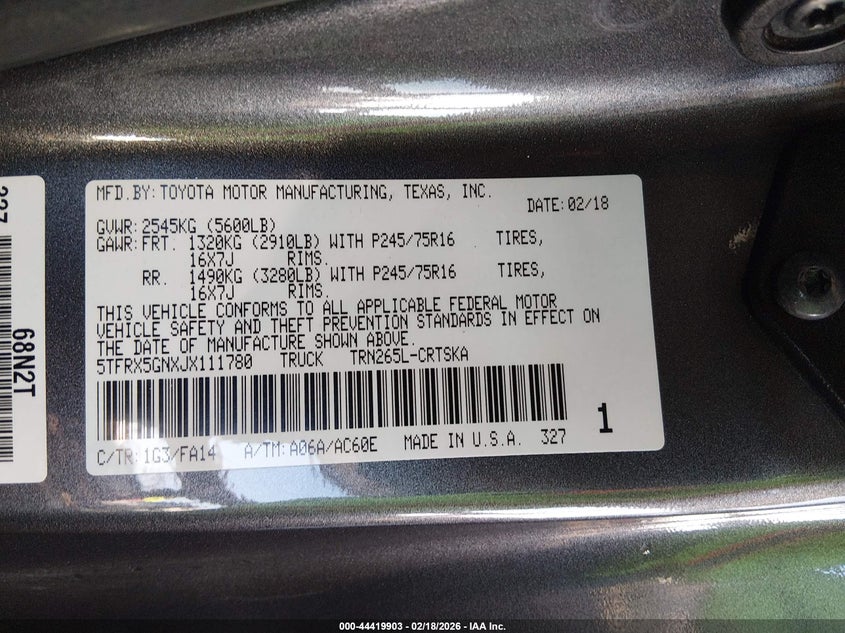 MFD.BY: TOYOTA MOTOR MANUFACTURING, TEXAS, INC.
DATE: 02/18
GVWR: 2545KG (5600LB)
GAWR: FRT. 1320KG (2910LB) WITH P245/75R16 TIRES,
16X7J RIMS.
RR. 1490KG (3280LB) WITH P245/75R16 TIRES,
16X7J RIMS.
THIS VEHICLE CONFORMS TO ALL APPLICABLE FEDERAL MOTOR
VEHICLE SAFETY AND THEFT PREVENTION STANDARDS IN EFFECT ON
THE DATE OF MANUFACTURE SHOWN ABOVE.
5TFRX5GNXJX111780 TRUCK TRN265L-CRTSKA
1
C/TR: 1G3/FA14 A/TM: A06A/AC60E MADE IN U.S.A. 327
68N2T
000-44419903 - 02/18/2026 - IAA Inc.